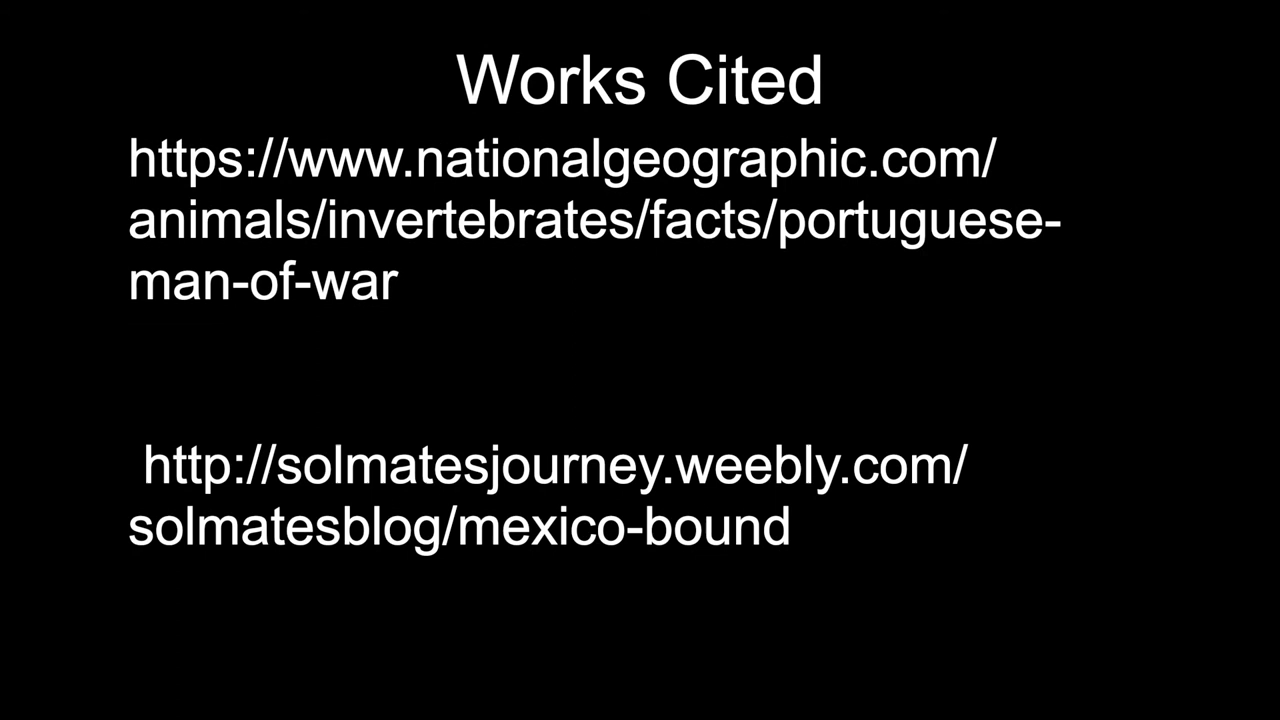 Works Cited
https://www.nationalgeographic.com/
animals/invertebrates/facts/portuguese-
man-of-war
http://solmatesjourney.weebly.com/
solmatesblog/mexico-bound